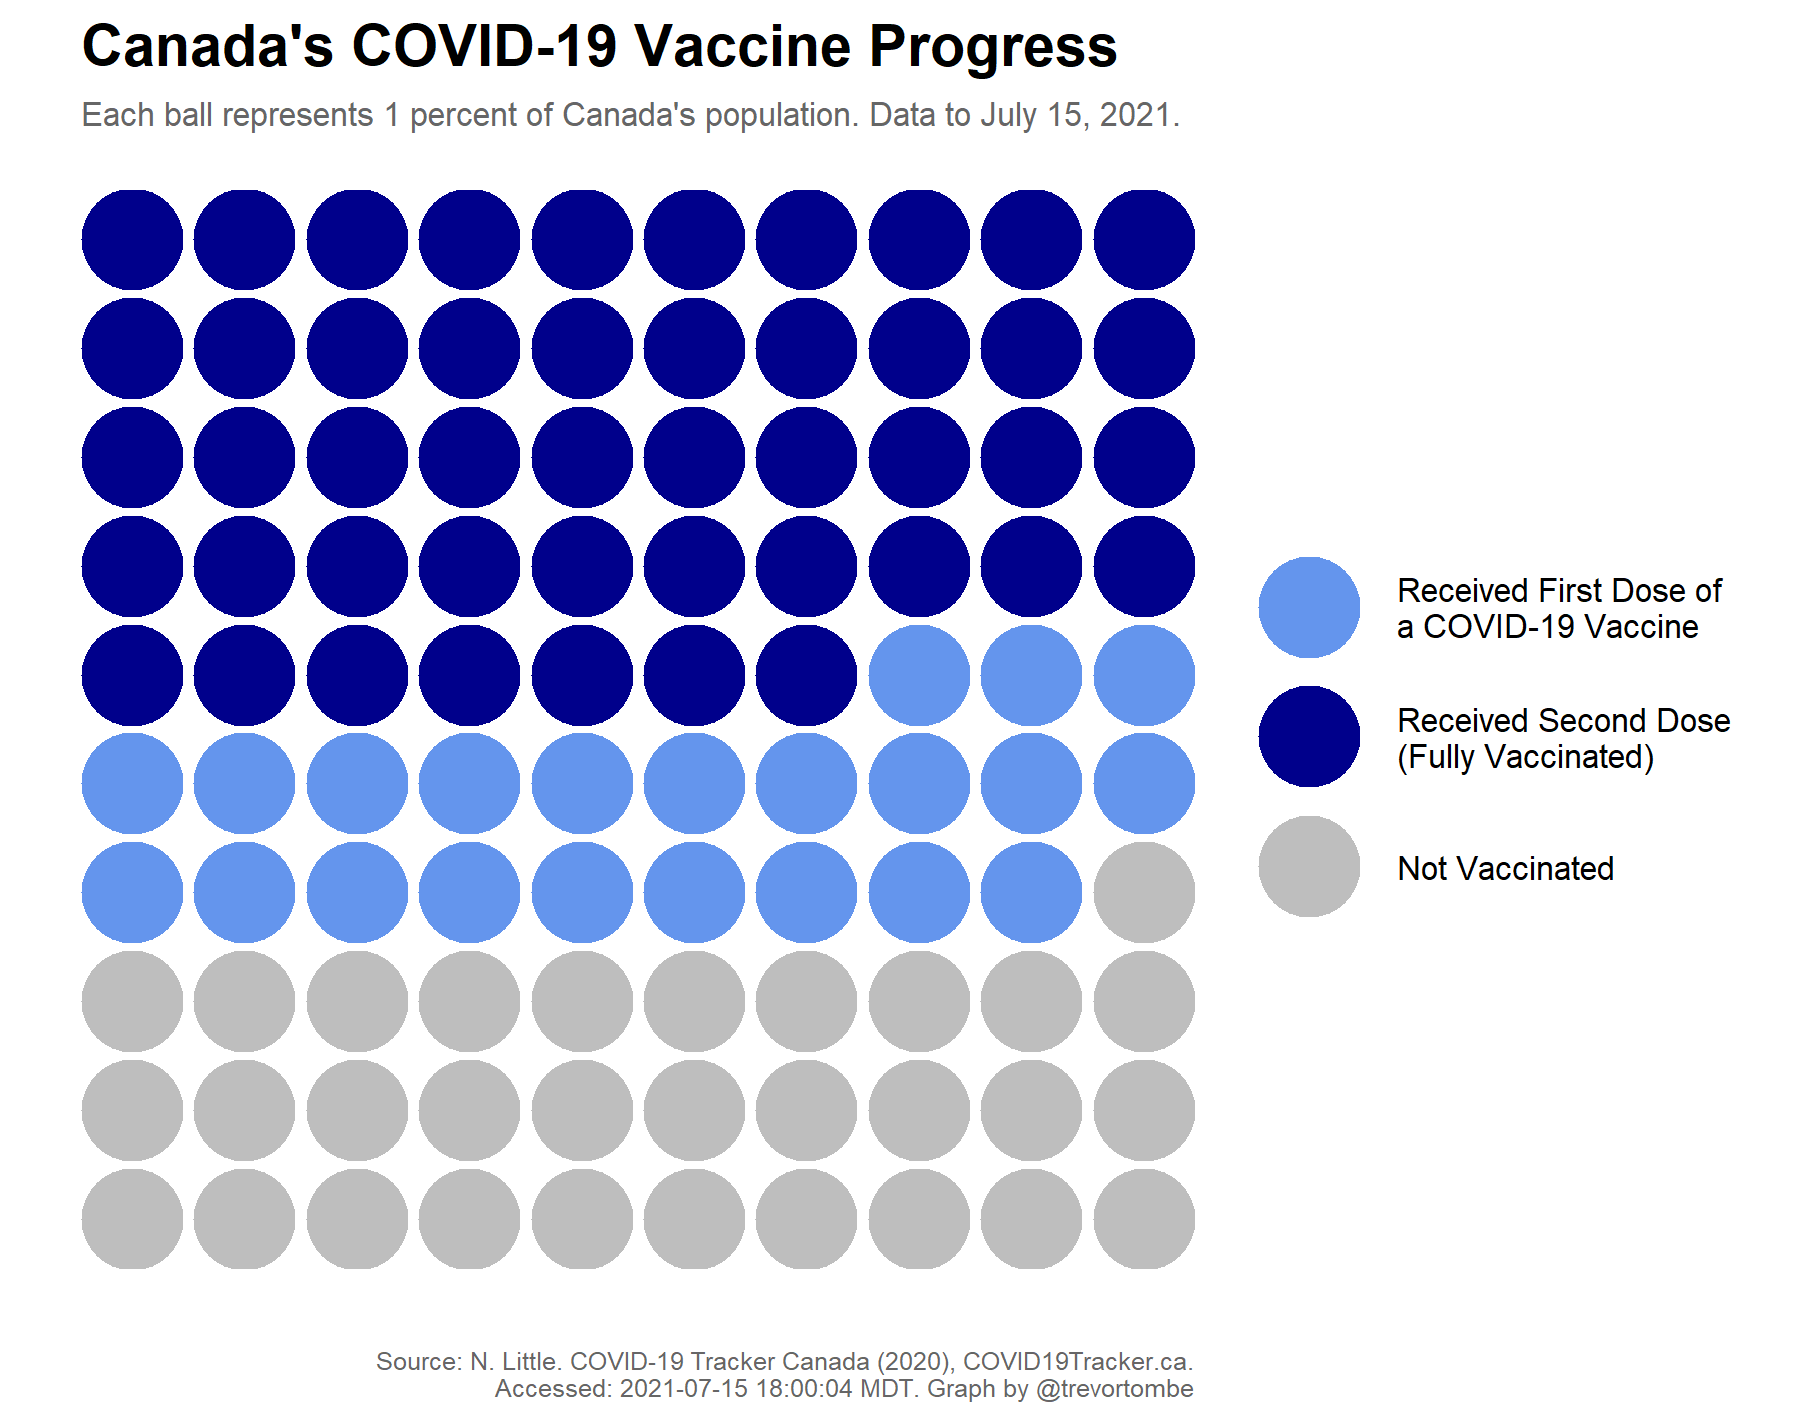 Canada's COVID-19 Vaccine Progress
Each ball represents 1 percent of Canada's population. Data to July 15, 2021.
Received First Dose of
a COVID-19 Vaccine
Received Second Dose
(Fully Vaccinated)
Not Vaccinated
Source: N. Little. COVID-19 Tracker Canada (2020), COVID19Tracker.ca.
Accessed: 2021-07-15 18:00:04 MDT. Graph by @trevortombe